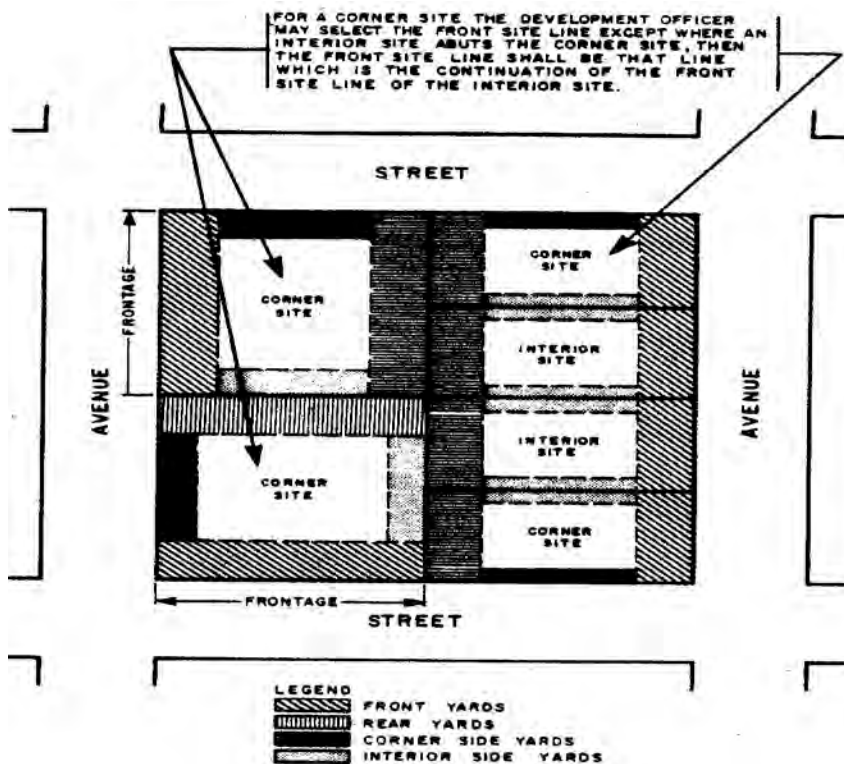 FOR A CORNER SITE THE DEVELOPMENT OFFICER
MAY SELECT THE FRONT SITE LINE EXCEPT WHERE AN
INTERIOR SITE ABUTS THE CORNER SITE, THEN
THE FRONT SITE LINE SHALL BE THAT LINE
WHICH IS THE CONTINUATION OF THE FRONT
SITE LINE OF THE INTERIOR SITE.
STREET
FRONTAGE
CORNER
SITE
CORNER
SITE
INTERIOR
SITE
AVENUE
AVENUE
CORNER
SITE
INTERIOR
SITE
CORNER
SITE
FRONTAGE
STREET
LEGEND
FRONT YARDS
REAR YARDS
CORNER SIDE YARDS
INTERIOR SIDE YARDS